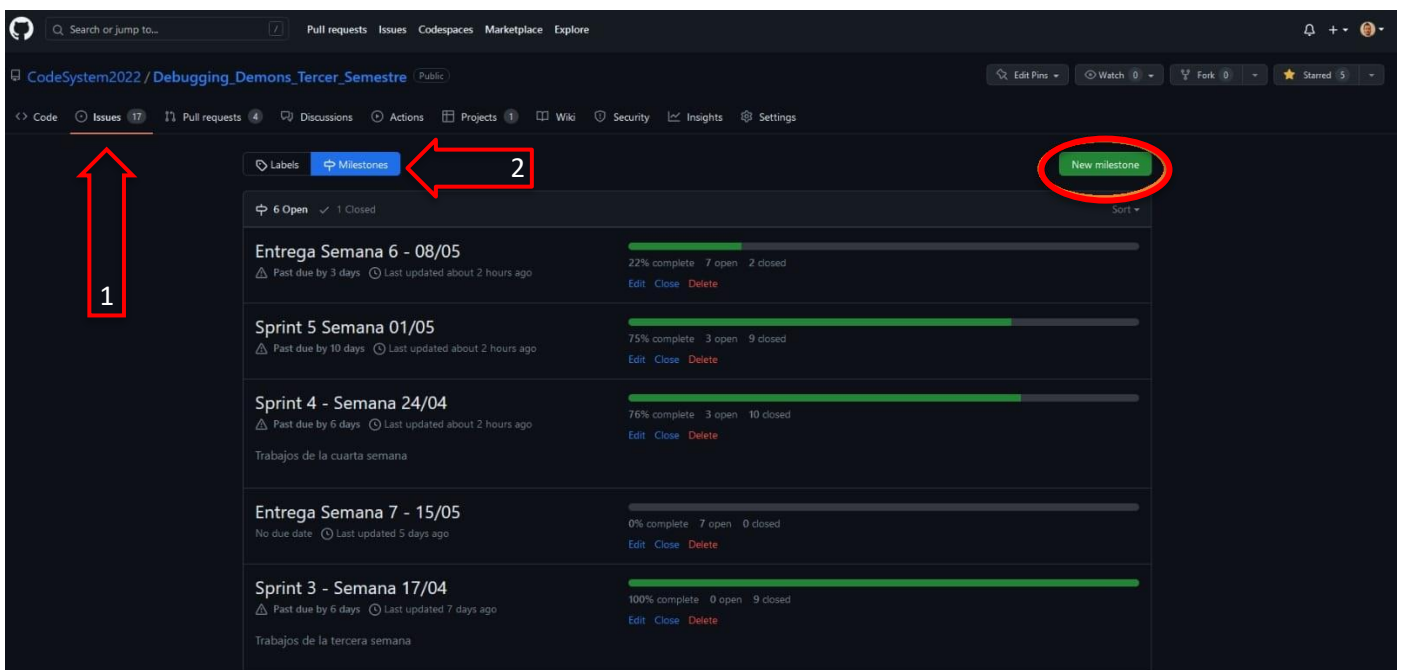 Search or jump to... /
Pull requests Issues Codespaces Marketplace Explore
CodeSystem2022 / Debugging_Demons_Tercer_Semestre Public
Edit Pins Watch 0 Fork 0 Starred 5
<> Code Issues 17 Pull requests 4 Discussions Actions Projects 1 Wiki Security Insights Settings
Labels Milestones 2 New milestone
6 Open 1 Closed Sort
1
Entrega Semana 6 - 08/05
Past due by 3 days Last updated about 2 hours ago
22% complete 7 open 2 closed
Edit Close Delete
Sprint 5 Semana 01/05
Past due by 10 days Last updated about 2 hours ago
75% complete 3 open 9 closed
Edit Close Delete
Sprint 4 - Semana 24/04
Past due by 6 days Last updated about 2 hours ago
Trabajos de la cuarta semana
76% complete 3 open 10 closed
Edit Close Delete
Entrega Semana 7 - 15/05
No due date Last updated 5 days ago
0% complete 7 open 0 closed
Edit Close Delete
Sprint 3 - Semana 17/04
Past due by 6 days Last updated 7 days ago
Trabajos de la tercera semana
100% complete 0 open 9 closed
Edit Close Delete